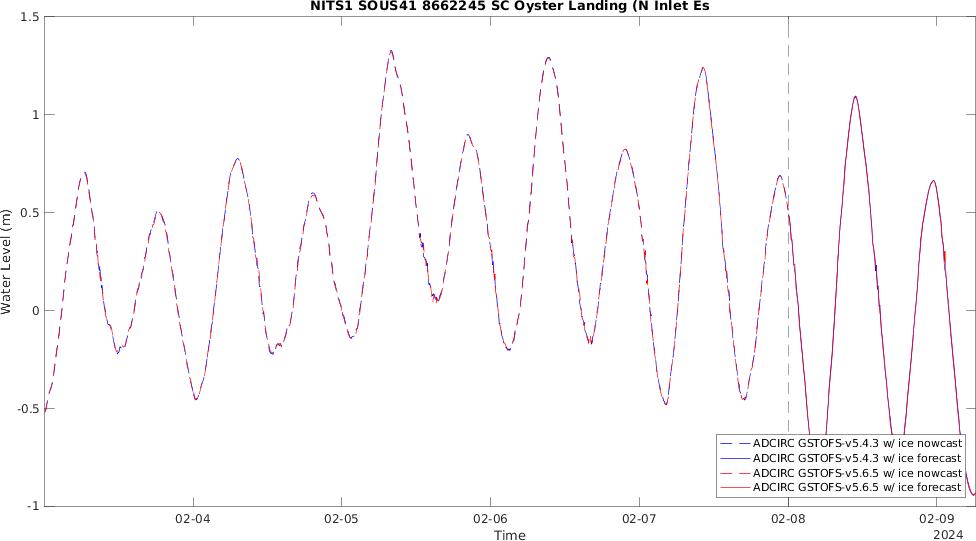 NITS1 SOUS41 8662245 SC Oyster Landing (N Inlet Es
1.5
1
0.5
0
-0.5
-1
Water Level (m)
02-04
02-05
02-06
02-07
02-08
02-09
Time
2024
ADCIRC GSTOFS-v5.4.3 w/ ice nowcast
ADCIRC GSTOFS-v5.4.3 w/ ice forecast
ADCIRC GSTOFS-v5.6.5 w/ ice nowcast
ADCIRC GSTOFS-v5.6.5 w/ ice forecast